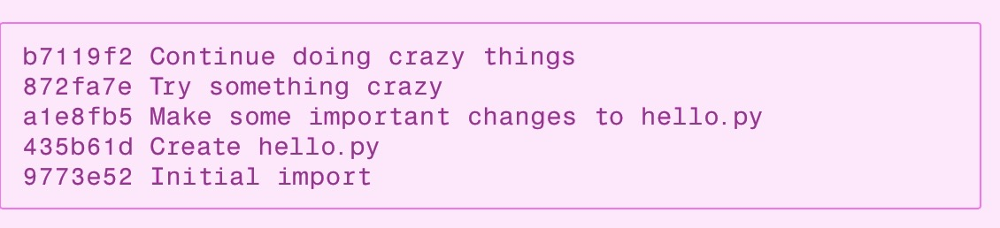 b7119f2 Continue doing crazy things
872fa7e Try something crazy
a1e8fb5 Make some important changes to hello.py
435b61d Create hello.py
9773e52 Initial import